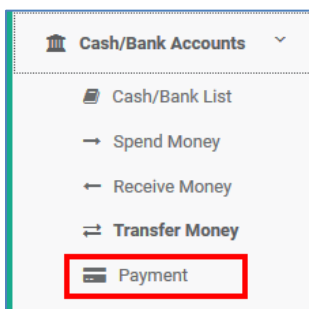 Cash/Bank Accounts
Cash/Bank List
Spend Money
Receive Money
Transfer Money
Payment